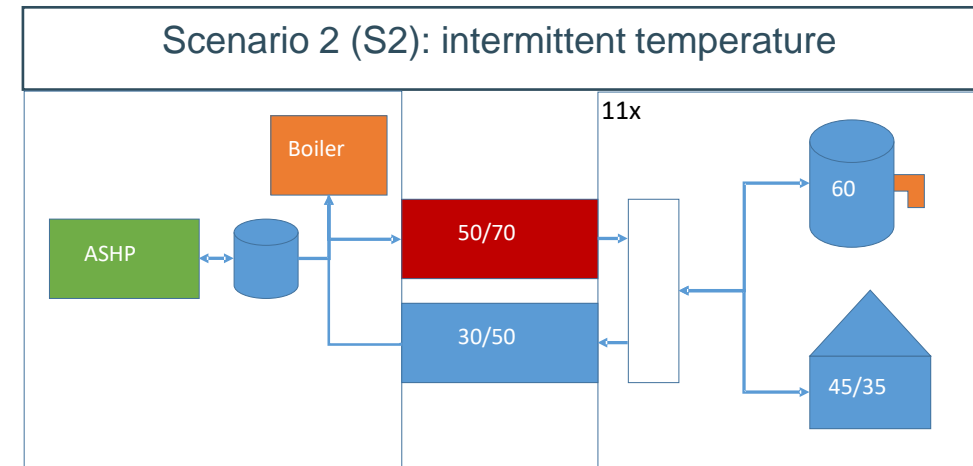 Scenario 2 (S2): intermittent temperature
11x
Boiler
60
50/70
ASHP
30/50
45/35